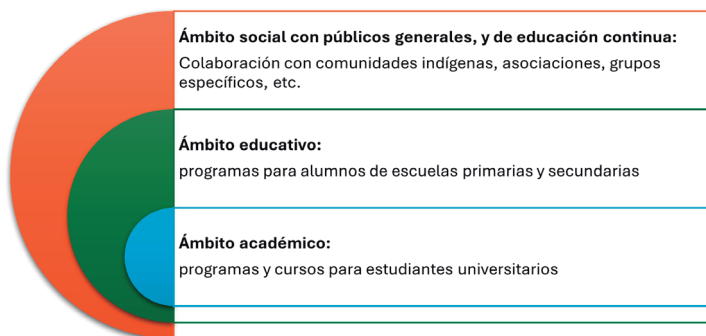 Ámbito social con públicos generales, y de educación continua:
Colaboración con comunidades indígenas, asociaciones, grupos
específicos, etc.
Ámbito educativo:
programas para alumnos de escuelas primarias y secundarias
Ámbito académico:
programas y cursos para estudiantes universitarios